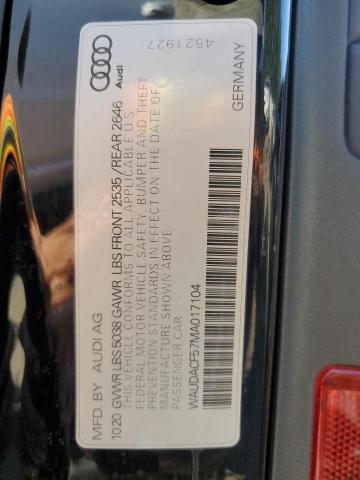 4521927
Audi
MFD. BY AUDI AG
GERMANY
1020 GVWR LBS 5038 GAWR LBS FRONT 2535 / REAR 2646
THIS VEHICLE CONFORMS TO ALL APPLICABLE U.S.
FEDERAL MOTOR VEHICLE SAFETY, BUMPER AND THEFT
PREVENTION STANDARDS IN EFFECT ON THE DATE OF
MANUFACTURE SHOWN ABOVE.
PASSENGER CAR
WAUDACF57MA017104